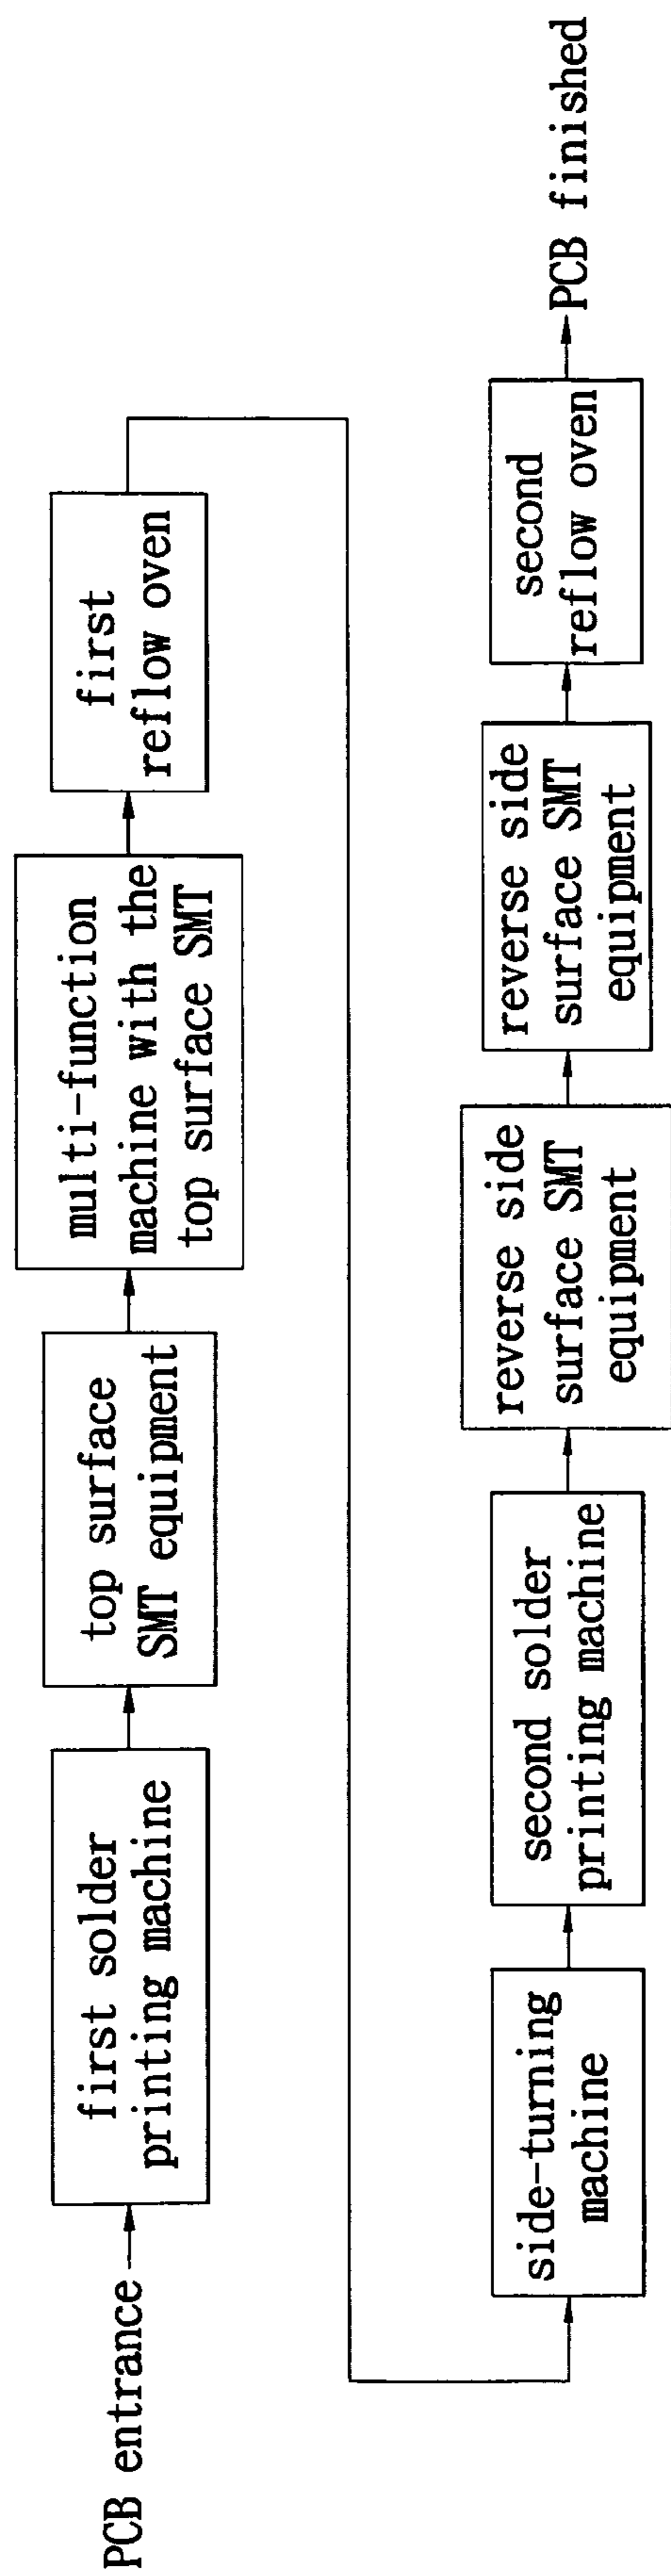 PCB entrance
first solder
printing machine
top surface
SMT equipment
multi-function
machine with the
top surface SMT
first
reflow oven
side-turning
machine
second solder
printing machine
reverse side
surface SMT
equipment
reverse side
surface SMT
equipment
second
reflow oven
PCB finished